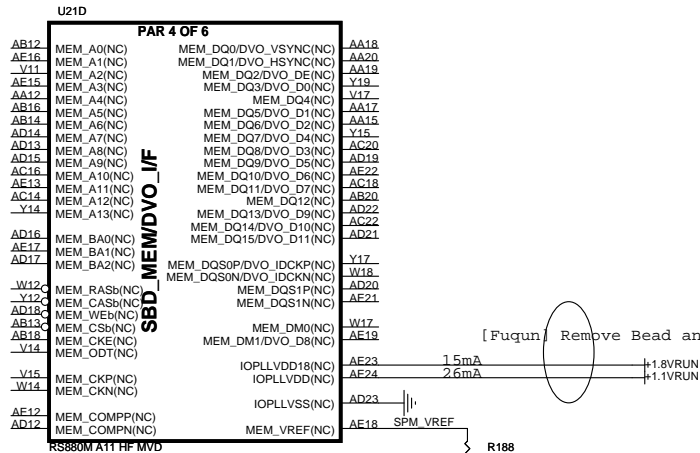 U21D
PAR 4 OF 6
AB12 MEM_A0(NC) MEM_DQ0/DVO_VSYNC(NC) AA18
AE16 MEM_A1(NC) MEM_DQ1/DVO_HSYNC(NC) AA20
V11 MEM_A2(NC) MEM_DQ2/DVO_DE(NC) AA19
AE15 MEM_A3(NC) MEM_DQ3/DVO_D0(NC) Y19
AA12 MEM_A4(NC) MEM_DQ4(NC) V17
AB16 MEM_A5(NC) MEM_DQ5/DVO_D1(NC) AA17
AB14 MEM_A6(NC) MEM_DQ6/DVO_D2(NC) AA15
AD14 MEM_A7(NC) MEM_DQ7/DVO_D4(NC) Y15
AD13 MEM_A8(NC) MEM_DQ8/DVO_D3(NC) AC20
AD15 MEM_A9(NC) MEM_DQ9/DVO_D5(NC) AD19
AC16 MEM_A10(NC) MEM_DQ10/DVO_D6(NC) AE22
AE13 MEM_A11(NC) MEM_DQ11/DVO_D7(NC) AC18
AC14 MEM_A12(NC) MEM_DQ12(NC) AB20
Y14 MEM_A13(NC) MEM_DQ13/DVO_D9(NC) AD22
MEM_DQ14/DVO_D10(NC) AC22
AD16 MEM_BA0(NC) MEM_DQ15/DVO_D11(NC) AD21
AE17 MEM_BA1(NC)
AD17 MEM_BA2(NC) MEM_DQS0P/DVO_IDCKP(NC) Y17
MEM_DQS0N/DVO_IDCKN(NC) W18
W12 MEM_RASb(NC) MEM_DQS1P(NC) AD20
Y12 MEM_CASb(NC) MEM_DQS1N(NC) AE21
AD18 MEM_WEb(NC)
AB13 MEM_CSb(NC) MEM_DM0(NC) W17
AB18 MEM_CKE(NC) MEM_DM1/DVO_D8(NC) AE19
V14 MEM_ODT(NC)
SBD_MEM/DVO_I/F
[Fuqun] Remove Bead an
IOPLLVDD18(NC) AE23 15mA +1.8VRUN
V15 MEM_CKP(NC) IOPLLVDD(NC) AE24 26mA +1.1VRUN
W14 MEM_CKN(NC)
IOPLLVSS(NC) AD23
AE12 MEM_COMPP(NC)
AD12 MEM_COMPN(NC) MEM_VREF(NC) AE18 SPM_VREF
RS880M A11 HF MVD
R188